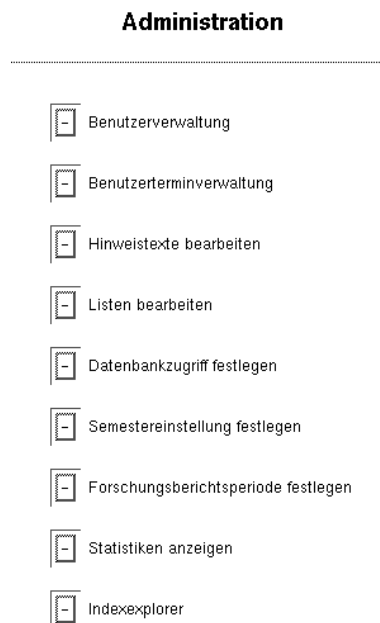 Administration
Benutzerverwaltung
Benutzerterminverwaltung
Hinweistexte bearbeiten
Listen bearbeiten
Datenbankzugriff festlegen
Semestereinstellung festlegen
Forschungsberichtsperiode festlegen
Statistiken anzeigen
Indexexplorer